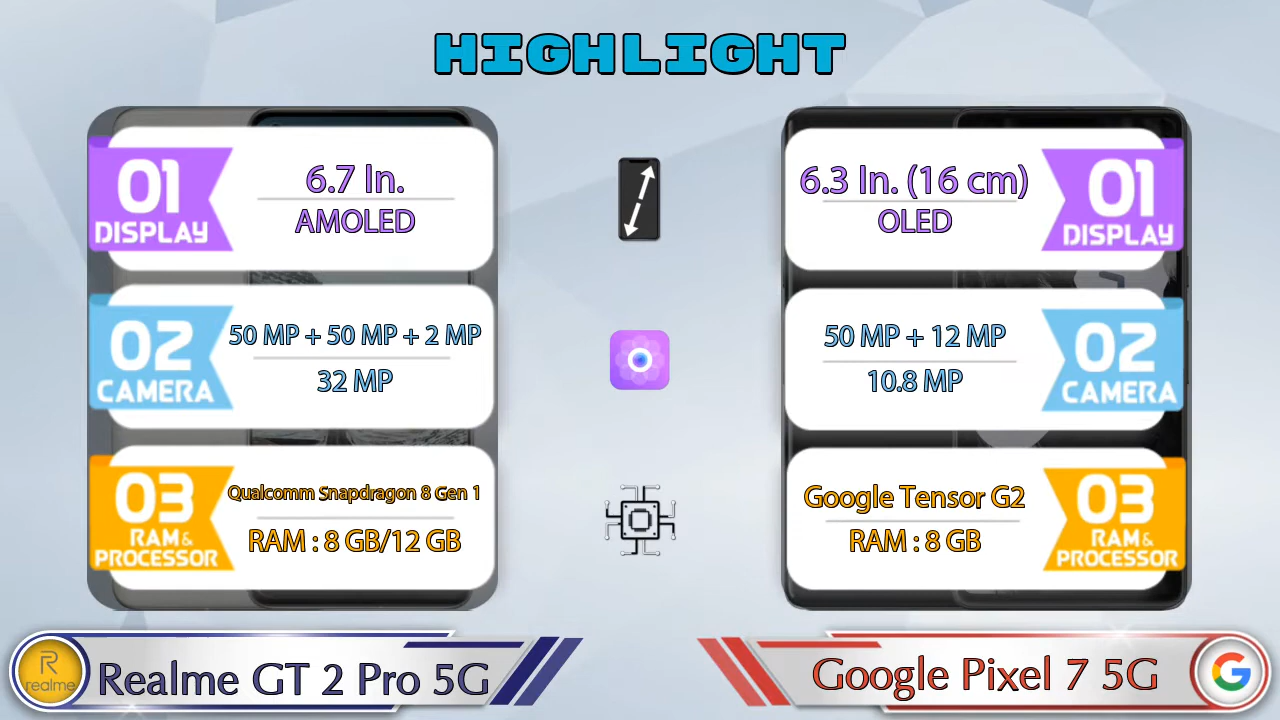 HIGHLIGHT
01
DISPLAY
6.7 In.
AMOLED
02
CAMERA
50 MP + 50 MP + 2 MP
32 MP
03
RAM &
PROCESSOR
Qualcomm Snapdragon 8 Gen 1
RAM : 8 GB/12 GB
6.3 In. (16 cm)
OLED
01
DISPLAY
50 MP + 12 MP
10.8 MP
02
CAMERA
Google Tensor G2
RAM : 8 GB
03
RAM &
PROCESSOR
R
realme
Realme GT 2 Pro 5G
Google Pixel 7 5G
G